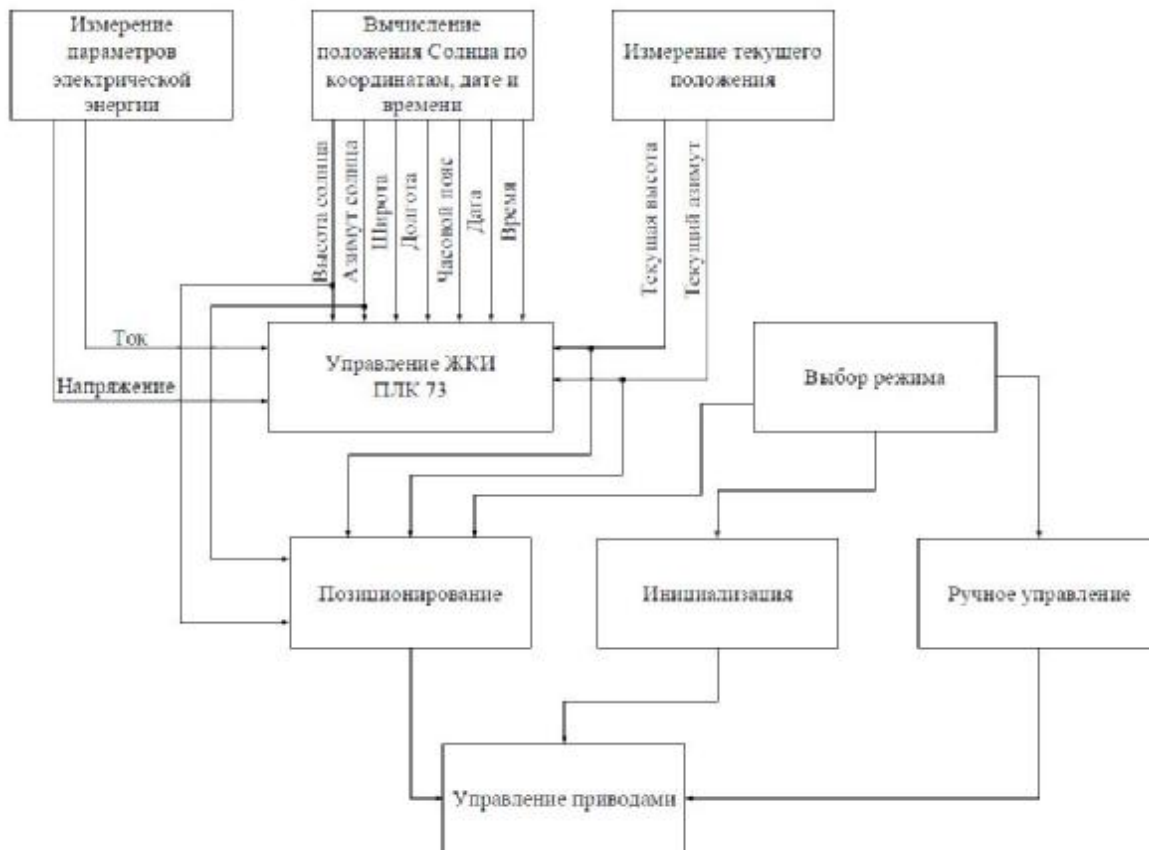 Измерение
параметров
электрической
энергии
Вычисление
положения Солнца по
координатам, дате и
времени
Измерение текушего
положения
Высота солнца
Азимут солнца
Широта
Долгота
Часовой пояс
Дата
Время
Текущая высота
Текущий азимут
Ток
Напряжение
Управление ЖКИ
ПЛК 73
Выбор режима
Позиционирование
Инициализация
Ручное управление
Управление приводами